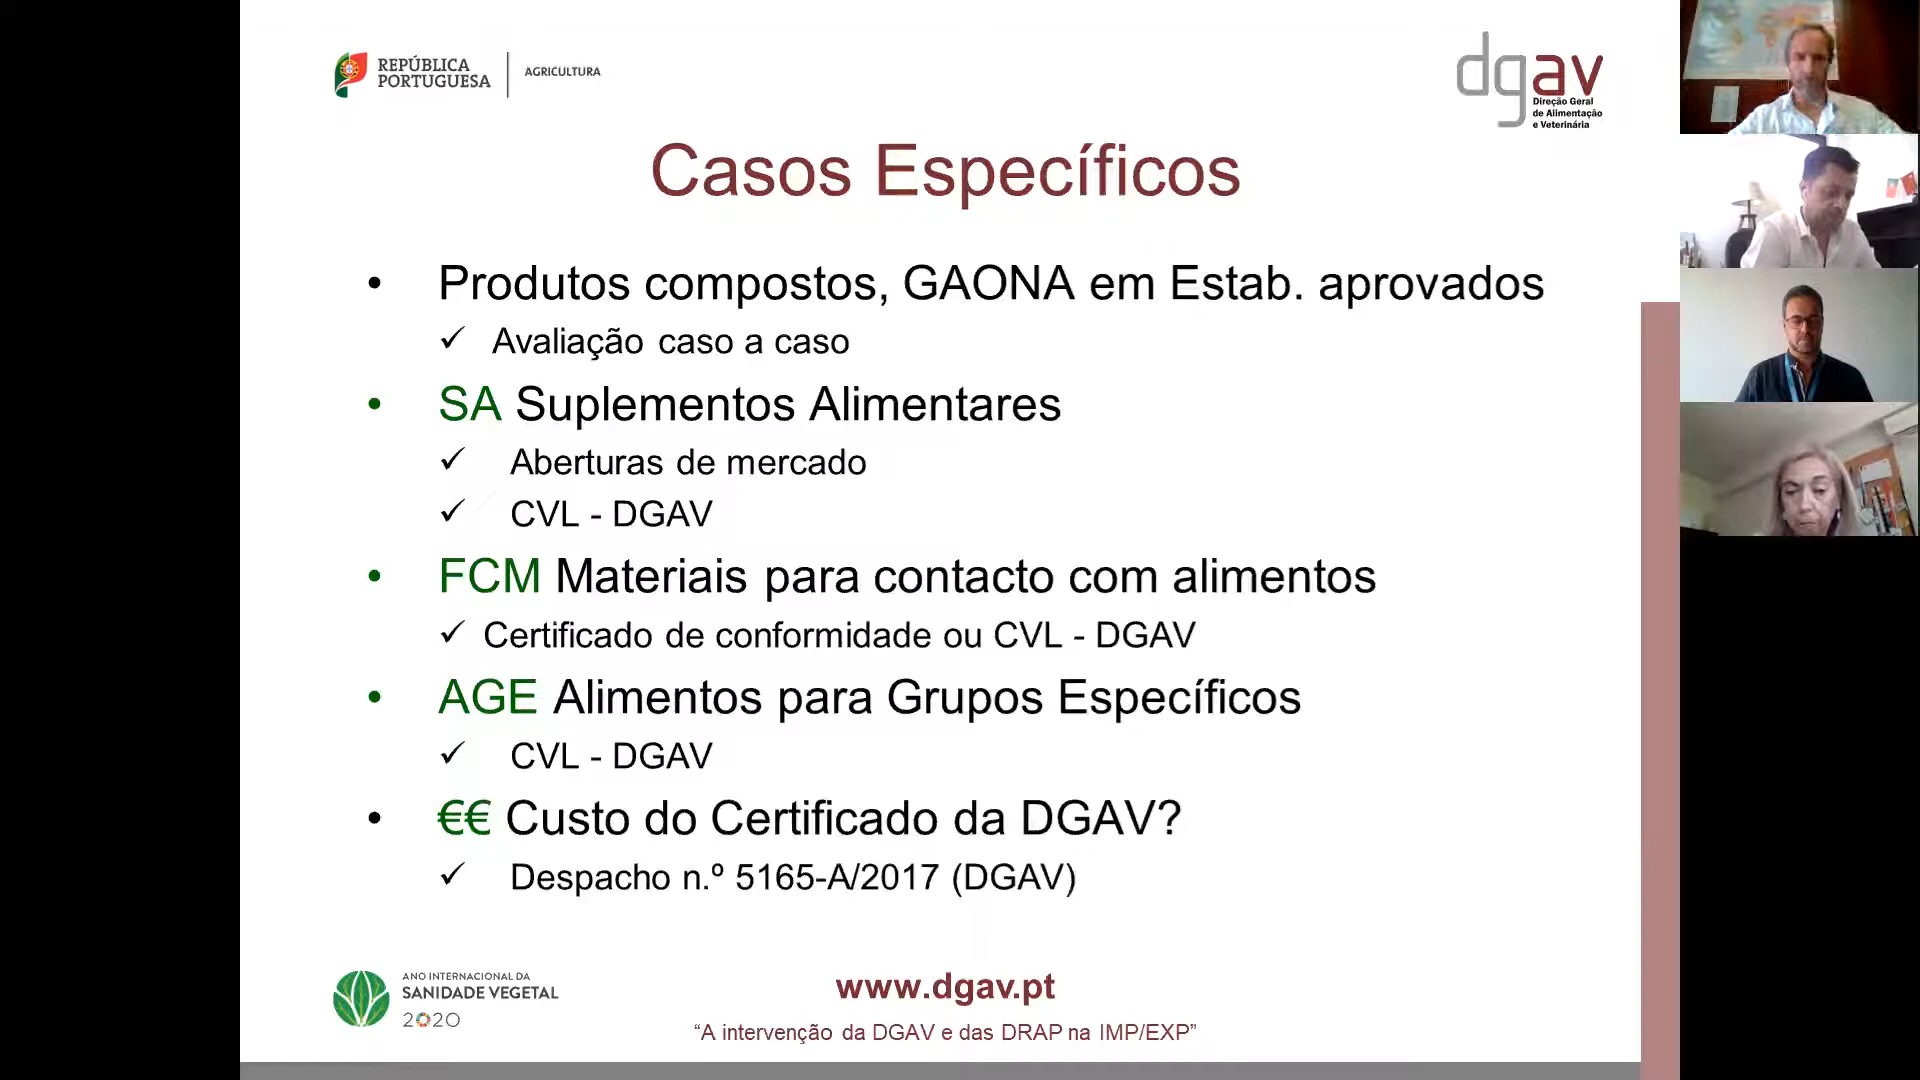 REPÚBLICA
PORTUGUESA
AGRICULTURA
dgav
Direção Geral
de Alimentação
e Veterinária
Casos Específicos
• Produtos compostos, GAONA em Estab. aprovados
✓ Avaliação caso a caso
• SA Suplementos Alimentares
✓ Aberturas de mercado
✓ CVL - DGAV
• FCM Materiais para contacto com alimentos
✓ Certificado de conformidade ou CVL - DGAV
• AGE Alimentos para Grupos Específicos
✓ CVL - DGAV
• €€ Custo do Certificado da DGAV?
✓ Despacho n.º 5165-A/2017 (DGAV)
ANO INTERNACIONAL DA
SANIDADE VEGETAL
2020
www.dgav.pt
“A intervenção da DGAV e das DRAP na IMP/EXP”